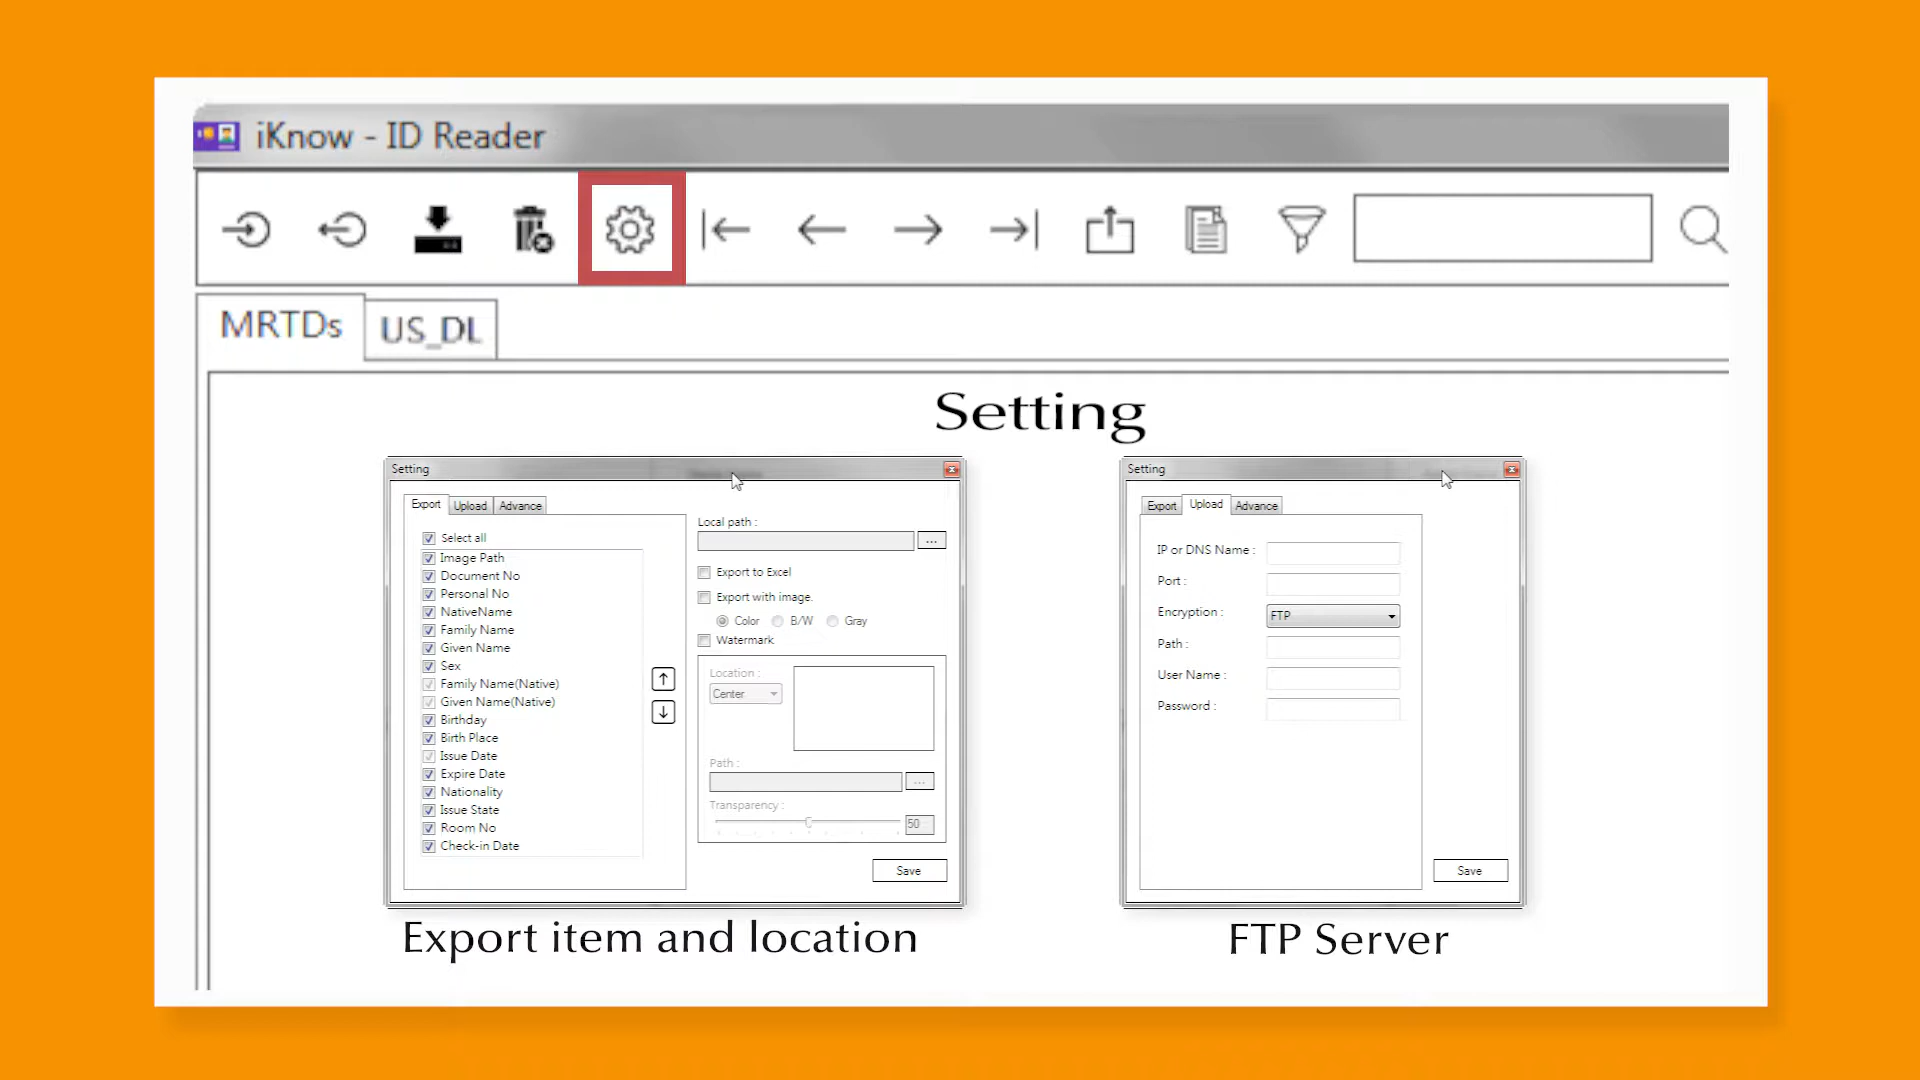 iKnow - ID Reader
MRTDs
US_DL
Setting
Setting
Export
Upload
Advance
Select all
Image Path
Document No
Personal No
NativeName
Family Name
Given Name
Sex
Family Name(Native)
Given Name(Native)
Birthday
Birth Place
Issue Date
Expire Date
Nationality
Issue State
Room No
Check-in Date
Local path :
...
Export to Excel
Export with image.
Color
B/W
Gray
Watermark
Location :
Center
Path :
...
Transparency :
50
Save
Export item and location
Setting
Export
Upload
Advance
IP or DNS Name :
Port :
Encryption :
FTP
Path :
User Name :
Password :
Save
FTP Server